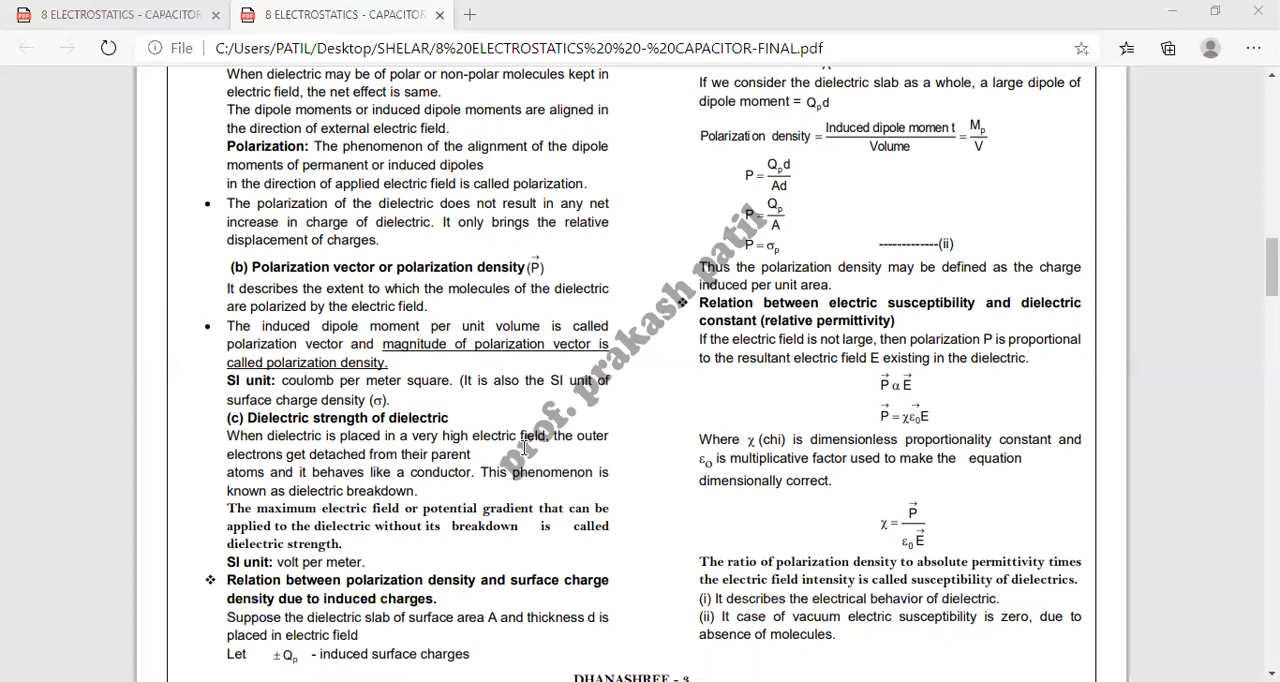 8 ELECTROSTATICS - CAPACITOR
8 ELECTROSTATICS - CAPACITOR
File
C:/Users/PATIL/Desktop/SHELAR/8%20ELECTROSTATICS%20%20-%20CAPACITOR-FINAL.pdf
When dielectric may be of polar or non-polar molecules kept in
electric field, the net effect is same.
The dipole moments or induced dipole moments are aligned in
the direction of external electric field.
Polarization: The phenomenon of the alignment of the dipole
moments of permanent or induced dipoles
in the direction of applied electric field is called polarization.
• The polarization of the dielectric does not result in any net
increase in charge of dielectric. It only brings the relative
displacement of charges.
(b) Polarization vector or polarization density (P⃗)
It describes the extent to which the molecules of the dielectric
are polarized by the electric field.
• The induced dipole moment per unit volume is called
polarization vector and magnitude of polarization vector is
called polarization density.
SI unit: coulomb per meter square. (It is also the SI unit of
surface charge density (σ).
(c) Dielectric strength of dielectric
When dielectric is placed in a very high electric field, the outer
electrons get detached from their parent
atoms and it behaves like a conductor. This phenomenon is
known as dielectric breakdown.
The maximum electric field or potential gradient that can be
applied to the dielectric without its breakdown is called
dielectric strength.
SI unit: volt per meter.
❖ Relation between polarization density and surface charge
density due to induced charges.
Suppose the dielectric slab of surface area A and thickness d is
placed in electric field
Let ±Qp - induced surface charges
If we consider the dielectric slab as a whole, a large dipole of
dipole moment = Qpd
Polarization density = Induced dipole momen t / Volume = Mp / V
P = Qpd / Ad
P = Qp / A
P = σp -------------(ii)
Thus the polarization density may be defined as the charge
induced per unit area.
❖ Relation between electric susceptibility and dielectric
constant (relative permittivity)
If the electric field is not large, then polarization P is proportional
to the resultant electric field E existing in the dielectric.
P⃗ α E⃗
P⃗ = χε₀E⃗
Where χ (chi) is dimensionless proportionality constant and
εo is multiplicative factor used to make the equation
dimensionally correct.
χ = P⃗ / ε₀ E⃗
The ratio of polarization density to absolute permittivity times
the electric field intensity is called susceptibility of dielectrics.
(i) It describes the electrical behavior of dielectric.
(ii) It case of vacuum electric susceptibility is zero, due to
absence of molecules.
prof. prakash patil
DHANASHREE - 3